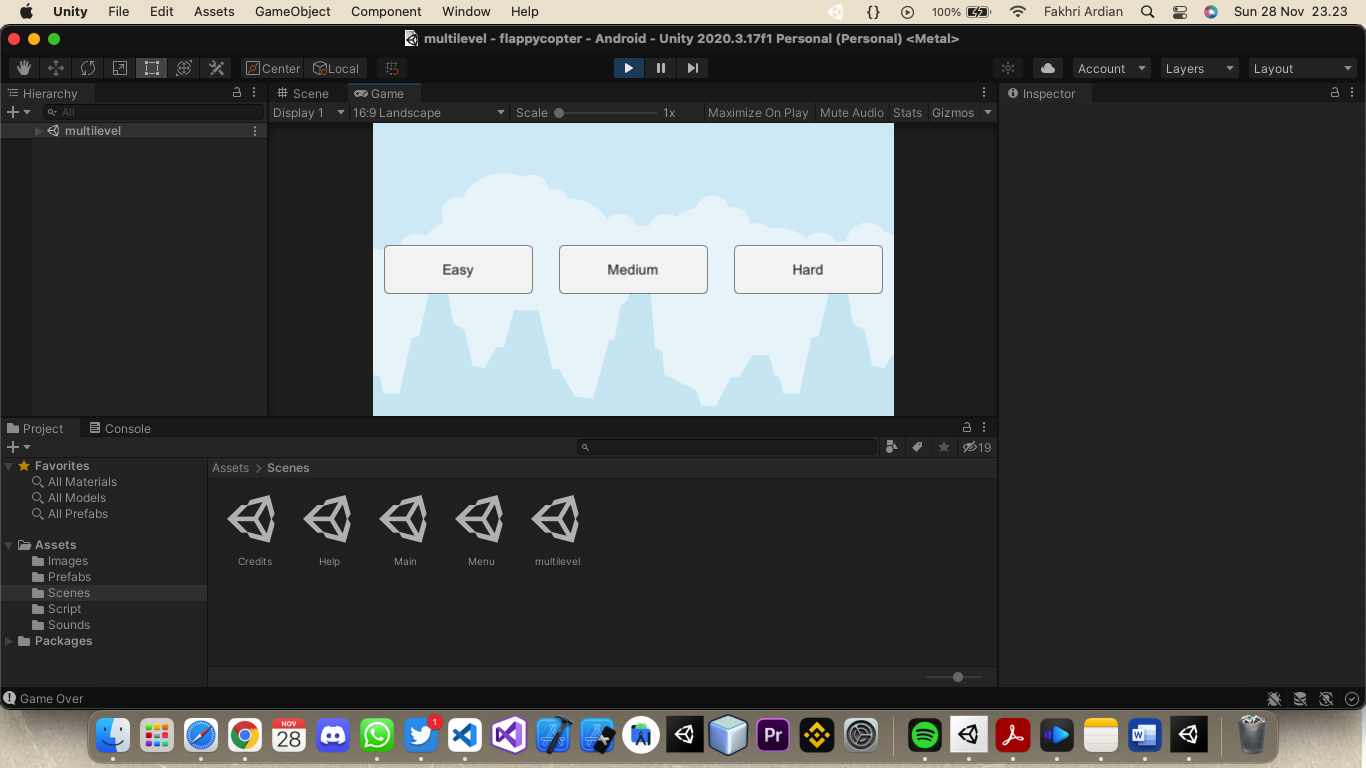 Unity File Edit Assets GameObject Component Window Help 100% Fakhri Ardian Sun 28 Nov 23.23
multilevel - flappycopter - Android - Unity 2020.3.17f1 Personal (Personal) <Metal>
Center Local Account Layers Layout
Hierarchy Scene Game Inspector
All Display 1 16:9 Landscape Scale 1x Maximize On Play Mute Audio Stats Gizmos
multilevel
Easy Medium Hard
Project Console
19
Favorites Assets > Scenes
All Materials
All Models
All Prefabs
Assets
Images Credits Help Main Menu multilevel
Prefabs
Scenes
Script
Sounds
Packages
Game Over
NOV
28
1
Pr
W